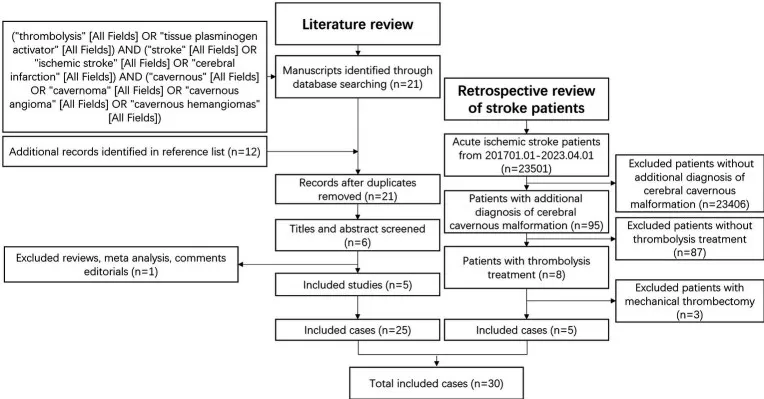 ("thrombolysis" [All Fields] OR "tissue plasminogen
activator" [All Fields]) AND ("stroke" [All Fields] OR
"ischemic stroke" [All Fields] OR "cerebral
infarction" [All Fields]) AND ("cavernous" [All Fields]
OR "cavernoma" [All Fields] OR "cavernous
angioma" [All Fields] OR "cavernous hemangiomas"
[All Fields])
Additional records identified in reference list (n=12)
Excluded reviews, meta analysis, comments
editorials (n=1)
Literature review
Manuscripts identified through
database searching (n=21)
Records after duplicates
removed (n=21)
Titles and abstract screened
(n=6)
Included studies
(n=5)
Included cases (n=25)
Retrospective review
of stroke patients
Acute ischemic stroke patients
from 201701.01-2023.04.01
(n=23501)
Patients with additional
diagnosis of cerebral
cavernous malformation (n=95)
Patients with thrombolysis
treatment (n=8)
Included cases (n=5)
Excluded patients without
additional diagnosis of
cerebral cavernous
malformation (n=23406)
Excluded patients without
thrombolysis treatment
(n=87)
Excluded patients with
mechanical thrombectomy
(n=3)
Total included cases (n=30)